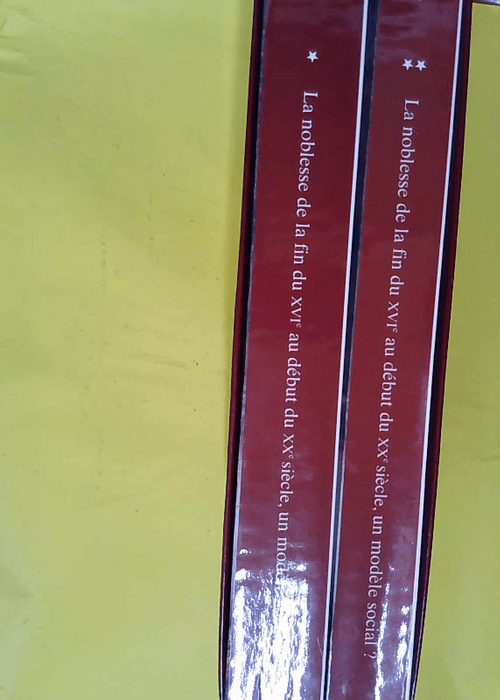 ★★ La noblesse de la fin du XVIᵉ au début du XXᵉ siècle, un modèle social ?
★ La noblesse de la fin du XVIᵉ au début du XXᵉ siècle, un